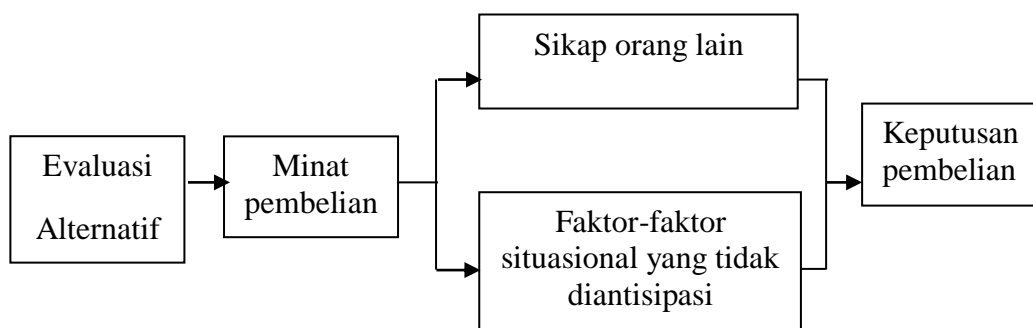 Evaluasi
Alternatif
Minat
pembelian
Sikap orang lain
Faktor-faktor
situasional yang tidak
diantisipasi
Keputusan
pembelian